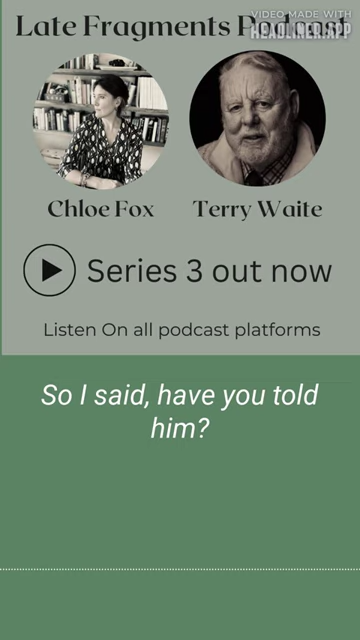 VIDEO MADE WITH
HEADLINER.APP
Late Fragments Podcast
Chloe Fox
Terry Waite
Series 3 out now
Listen On all podcast platforms
So I said, have you told
him?